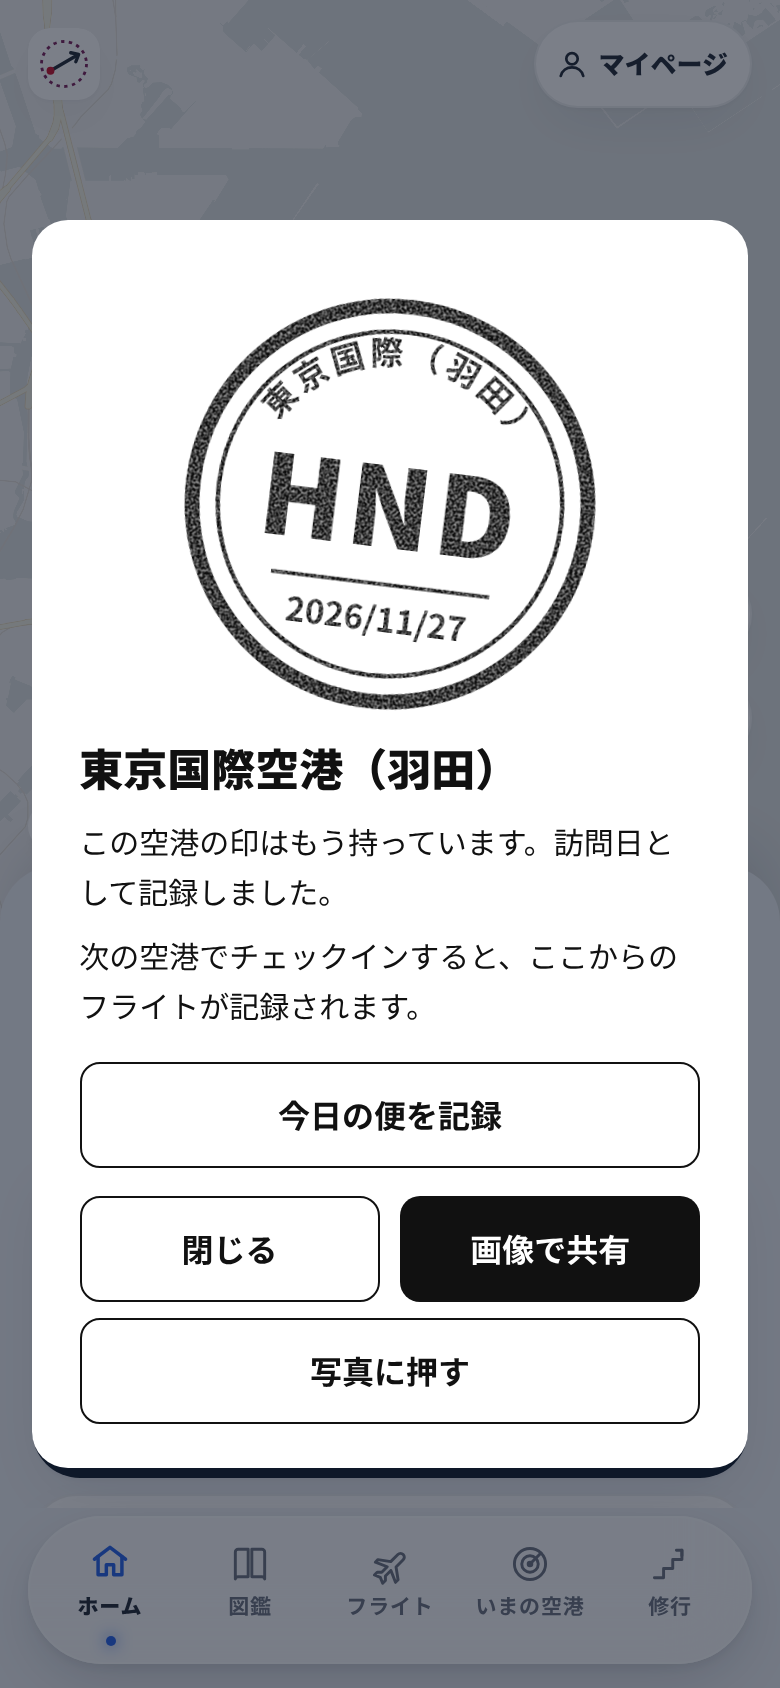 マイページ
東京国際（羽田）
HND
2026/11/27
東京国際空港（羽田）
この空港の印はもう持っています。訪問日と
して記録しました。
次の空港でチェックインすると、ここからの
フライトが記録されます。
今日の便を記録
閉じる
画像で共有
写真に押す
ホーム
図鑑
フライト
いまの空港
修行